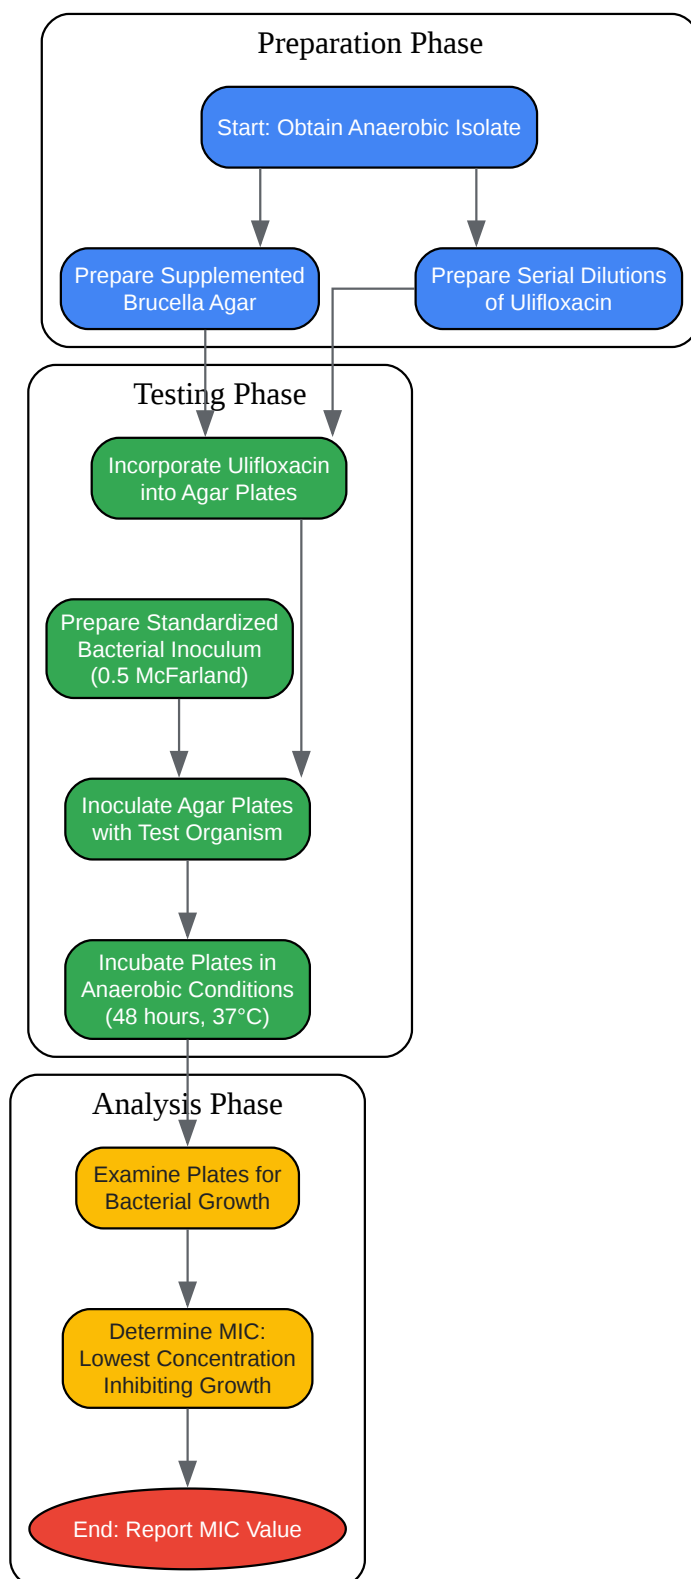 Preparation Phase
Start: Obtain Anaerobic Isolate
Prepare Supplemented
Brucella Agar
Prepare Serial Dilutions
of Ulifloxacin
Testing Phase
Incorporate Ulifloxacin
into Agar Plates
Prepare Standardized
Bacterial Inoculum
(0.5 McFarland)
Inoculate Agar Plates
with Test Organism
Incubate Plates in
Anaerobic Conditions
(48 hours, 37°C)
Analysis Phase
Examine Plates for
Bacterial Growth
Determine MIC:
Lowest Concentration
Inhibiting Growth
End: Report MIC Value